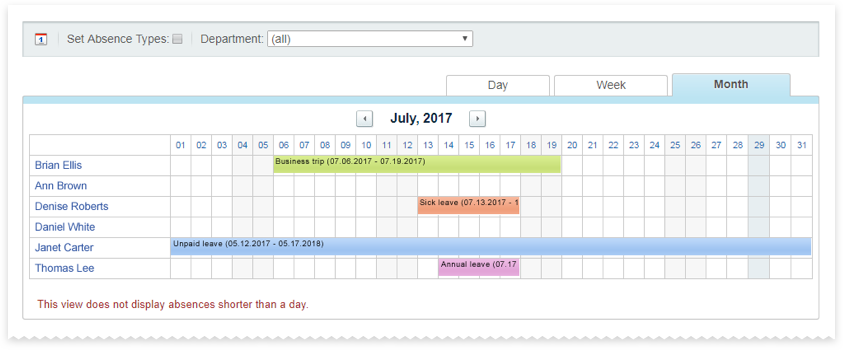 1 Set Absence Types: Department: (all)
Day Week Month
July, 2017
01 02 03 04 05 06 07 08 09 10 11 12 13 14 15 16 17 18 19 20 21 22 23 24 25 26 27 28 29 30 31
Brian Ellis Business trip (07.06.2017 - 07.19.2017)
Ann Brown
Denise Roberts Sick leave (07.13.2017 - 1
Daniel White
Janet Carter Unpaid leave (05.12.2017 - 05.17.2018)
Thomas Lee Annual leave (07.17
This view does not display absences shorter than a day.